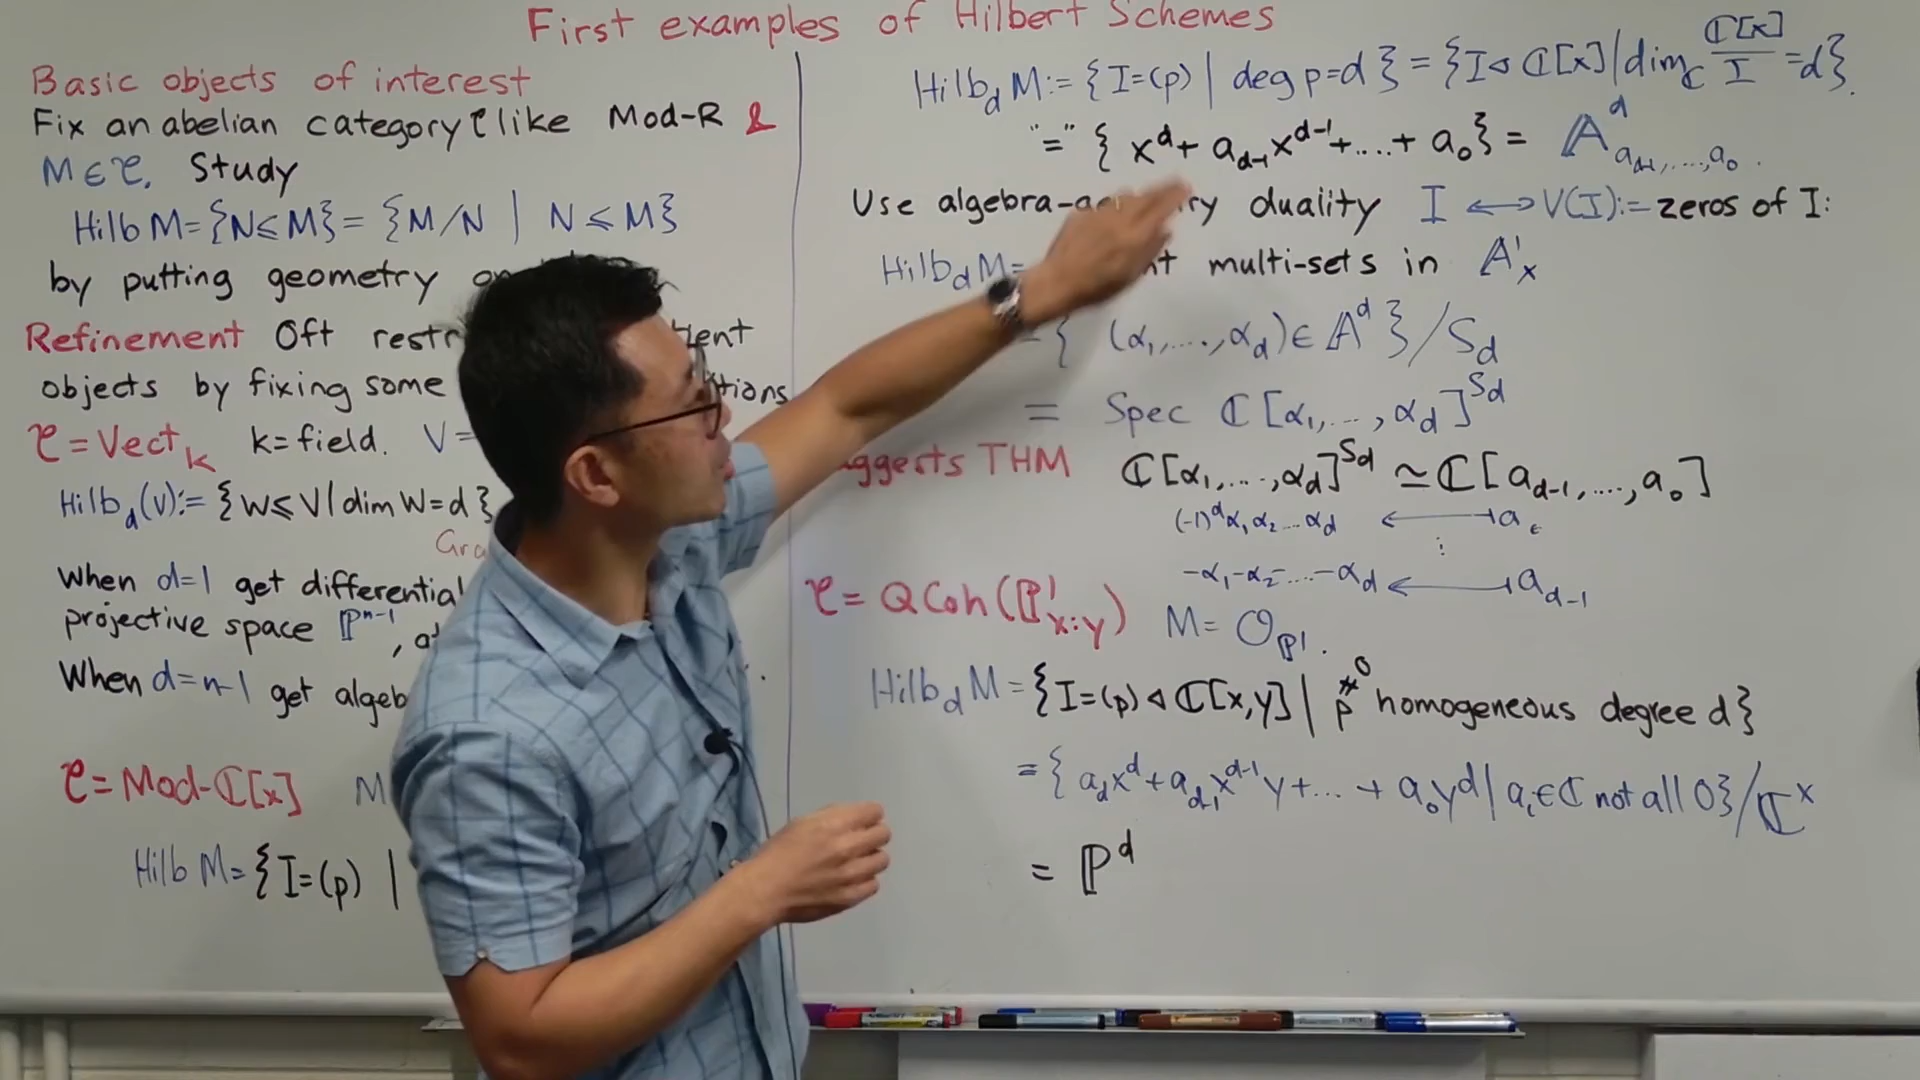 First examples of Hilbert Schemes
Basic objects of interest
Fix an abelian category 𝒞 like Mod-R &
M ∈ 𝒞. Study
Hilb M = {N ≤ M} = {M/N | N ≤ M}
by putting geometry
Refinement Oft
objects by fixing some
𝒞 = Vect_k k = field. V =
Hilb_d(V) := {W ≤ V | dim W = d}
When d=1 get differential
projective space ℙ^{n-1},
When d=n-1 get
𝒞 = Mod-ℂ[x] M
Hilb M = {I=(p) |
Hilb_d M := {I=(p) | deg p=d} = {I ◃ ℂ[x] | dim_ℂ ℂ[x]/I = d}.
"=" {x^d + a_{d-1}x^{d-1} + .... + a_0} = 𝔸^d_{a_{d-1},....,a_0}.
Use algebra- duality I ⟷ V(I) := zeros of I:
Hilb_d M = multi-sets in 𝔸^1_x
= { (α_1,....,α_d) ∈ 𝔸^d } / S_d
= Spec ℂ[α_1,...,α_d]^{S_d}
THM ℂ[α_1,...,α_d]^{S_d} ≃ ℂ[a_{d-1},....,a_0]
(-1)^d α_1 α_2 ... α_d ⟵ a_0
⋮
-α_1-α_2-....-α_d ⟵ a_{d-1}
𝒞 = QCoh(ℙ^1_{x:y}) M = 𝒪_{ℙ^1}.
Hilb_d M = {I=(p) ◃ ℂ[x,y] | p ≠ 0 homogeneous degree d}
= {a_d x^d + a_{d-1} x^{d-1} y + ... + a_0 y^d | a_i ∈ ℂ not all 0} / ℂ^×
= ℙ^d